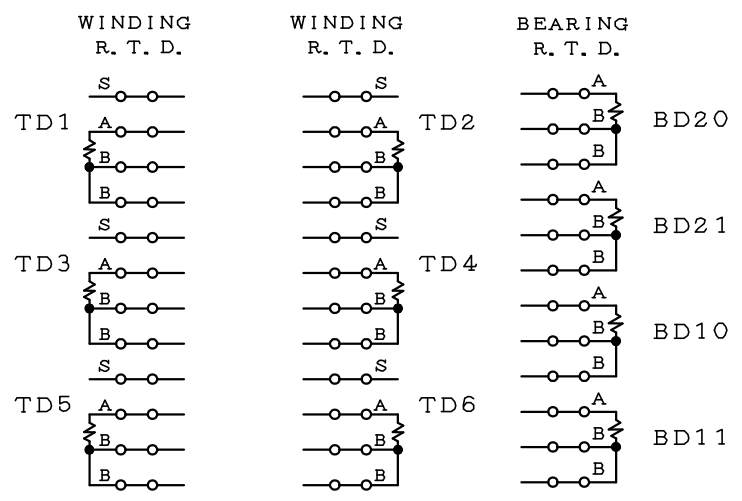 WINDING WINDING BEARING
R. T. D. R. T. D. R. T. D.
S S A
TD1 A A TD2 B BD20
B B B
B B A
S S B BD21
TD3 A A TD4 B
B B A
B B B BD10
S S B
TD5 A A TD6 A
B B B BD11
B B B